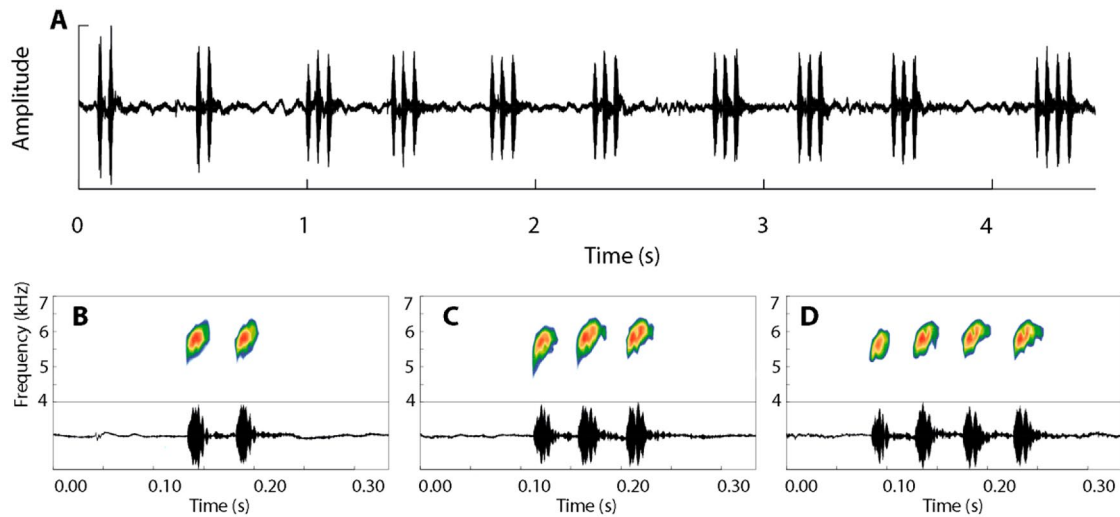 A
Amplitude
0 1 2 3 4
Time (s)
B C D
Frequency (kHz)
7 7 7
6 6 6
5 5 5
4 4 4
0.00 0.10 0.20 0.30 0.00 0.10 0.20 0.30 0.00 0.10 0.20 0.30
Time (s) Time (s) Time (s)